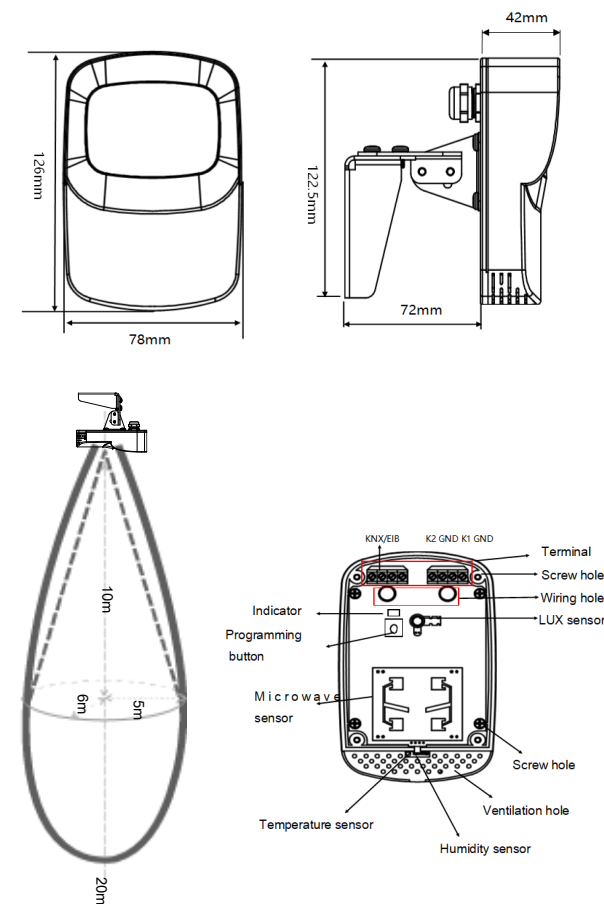 42mm
126mm
122.5mm
72mm
78mm
KNX/EIB
K2 GND K1 GND
Terminal
Screw hole
Wiring hole
LUX sensor
Indicator
Programming
button
10m
Microwave
sensor
6m
5m
Screw hole
Ventilation hole
Temperature sensor
Humidity sensor
20m